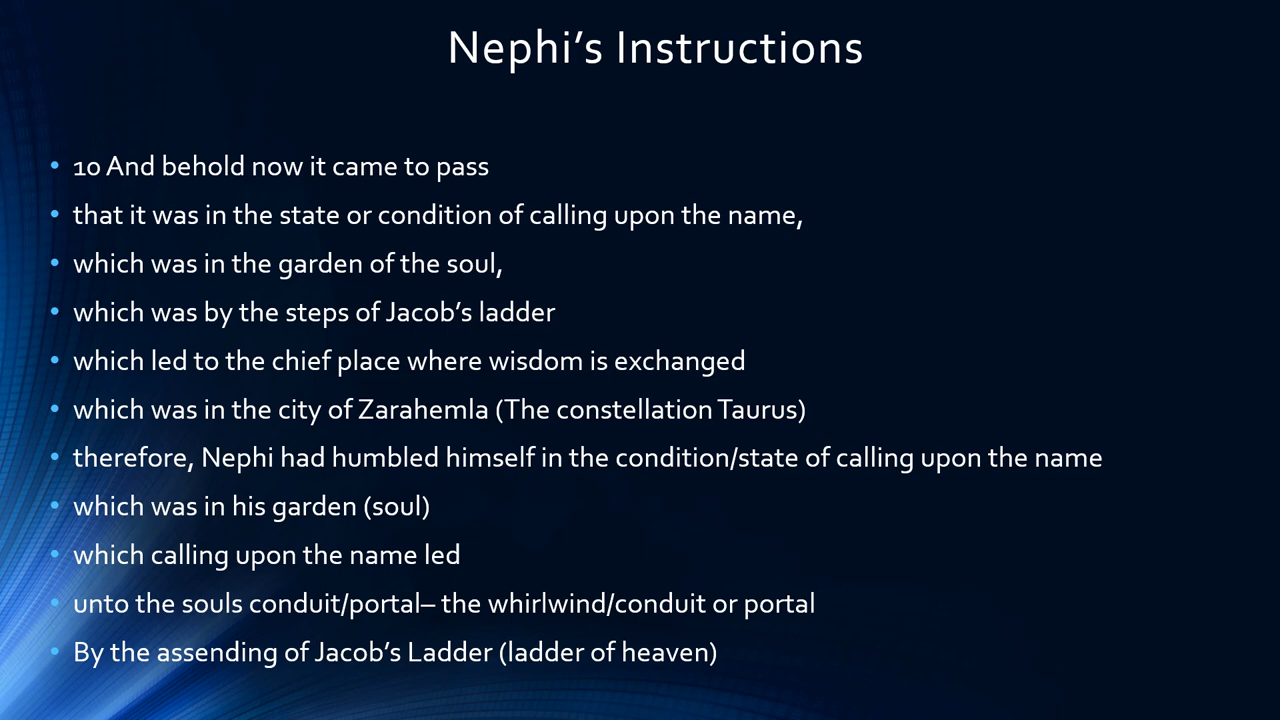 Nephi’s Instructions
• 10 And behold now it came to pass
• that it was in the state or condition of calling upon the name,
• which was in the garden of the soul,
• which was by the steps of Jacob’s ladder
• which led to the chief place where wisdom is exchanged
• which was in the city of Zarahemla (The constellation Taurus)
• therefore, Nephi had humbled himself in the condition/state of calling upon the name
• which was in his garden (soul)
• which calling upon the name led
• unto the souls conduit/portal– the whirlwind/conduit or portal
• By the assending of Jacob’s Ladder (ladder of heaven)